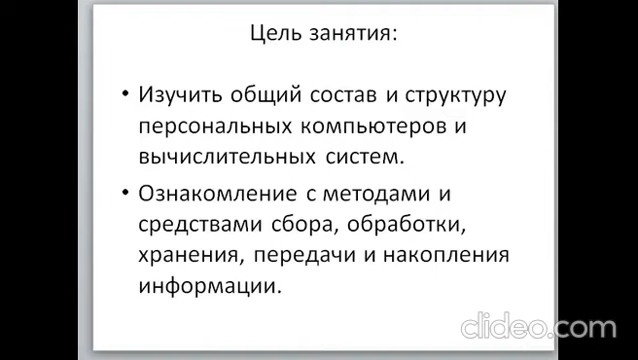 Цель занятия:
• Изучить общий состав и структуру
персональных компьютеров и
вычислительных систем.
• Ознакомление с методами и
средствами сбора, обработки,
хранения, передачи и накопления
информации.
clideo.com